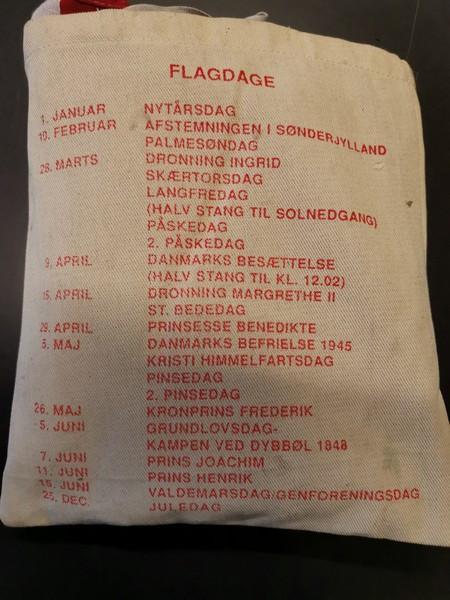 FLAGDAGE
1. JANUAR NYTÅRSDAG
10. FEBRUAR AFSTEMNINGEN I SØNDERJYLLAND
PALMESØNDAG
28. MARTS DRONNING INGRID
SKÆRTORSDAG
LANGFREDAG
(HALV STANG TIL SOLNEDGANG)
PÅSKEDAG
2. PÅSKEDAG
9. APRIL DANMARKS BESÆTTELSE
(HALV STANG TIL KL. 12.02)
16. APRIL DRONNING MARGRETHE II
ST. BEDEDAG
29. APRIL PRINSESSE BENEDIKTE
5. MAJ DANMARKS BEFRIELSE 1945
KRISTI HIMMELFARTSDAG
PINSEDAG
2. PINSEDAG
26. MAJ KRONPRINS FREDERIK
5. JUNI GRUNDLOVSDAG-
KAMPEN VED DYBBØL 1848
7. JUNI PRINS JOACHIM
11. JUNI PRINS HENRIK
15. JUNI VALDEMARSDAG/GENFORENINGSDAG
25. DEC. JULEDAG